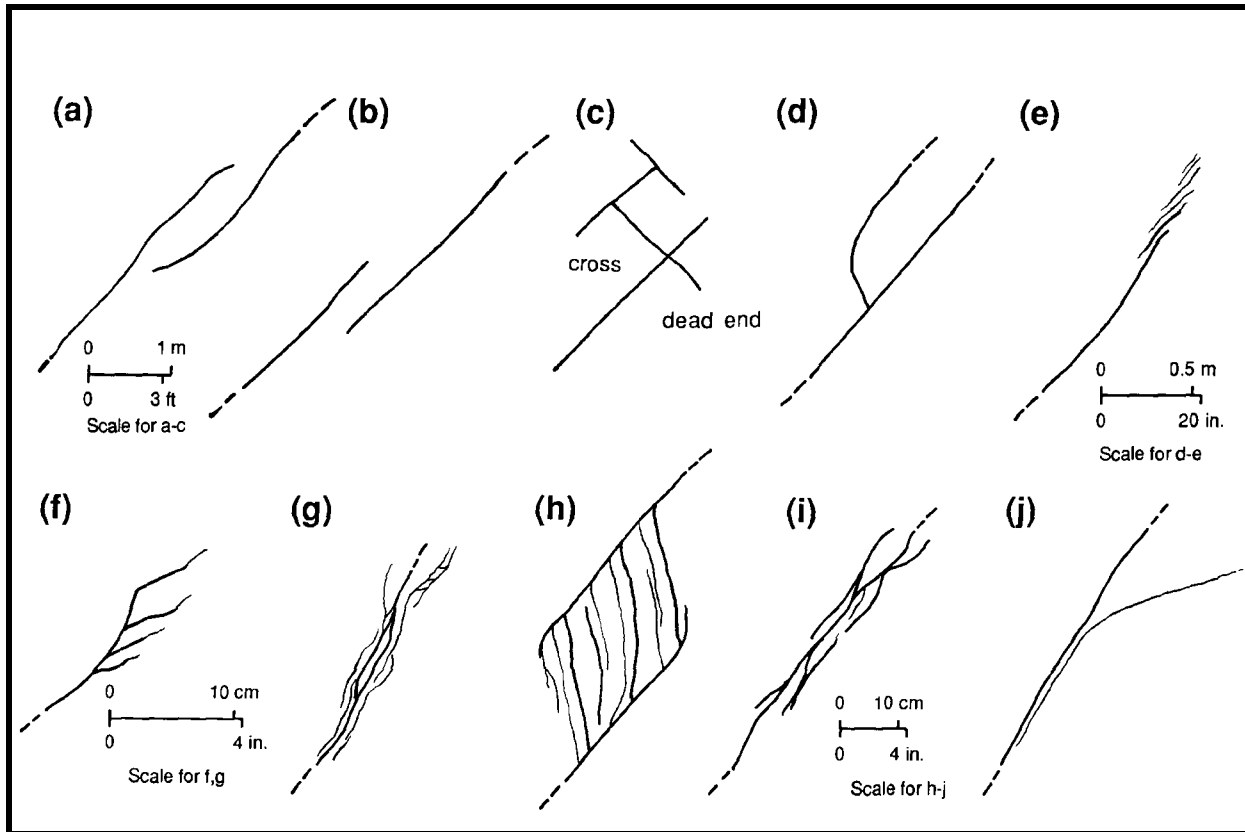 (a)
(b)
(c)
(d)
(e)
cross
dead end
0 1 m
0 3 ft
Scale for a-c
0 0.5 m
0 20 in.
Scale for d-e
(f)
(g)
(h)
(i)
(j)
0 10 cm
0 4 in.
Scale for f,g
0 10 cm
0 4 in.
Scale for h-j